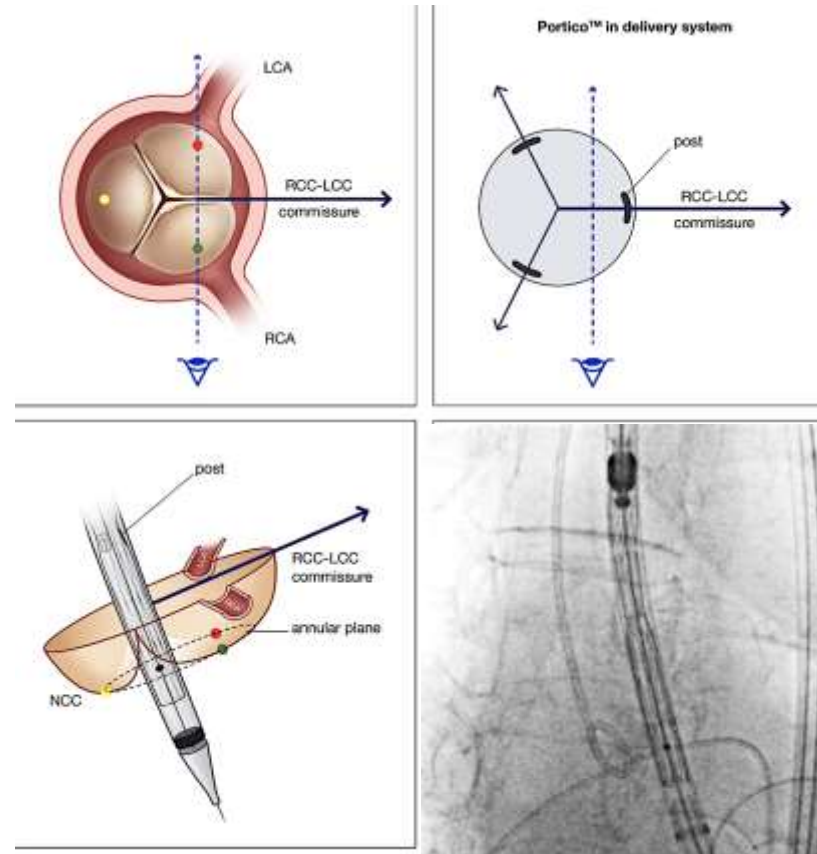 LCA
RCC-LCC
commissure
RCA
Portico™ in delivery system
post
RCC-LCC
commissure
post
RCC-LCC
commissure
annular plane
NCC